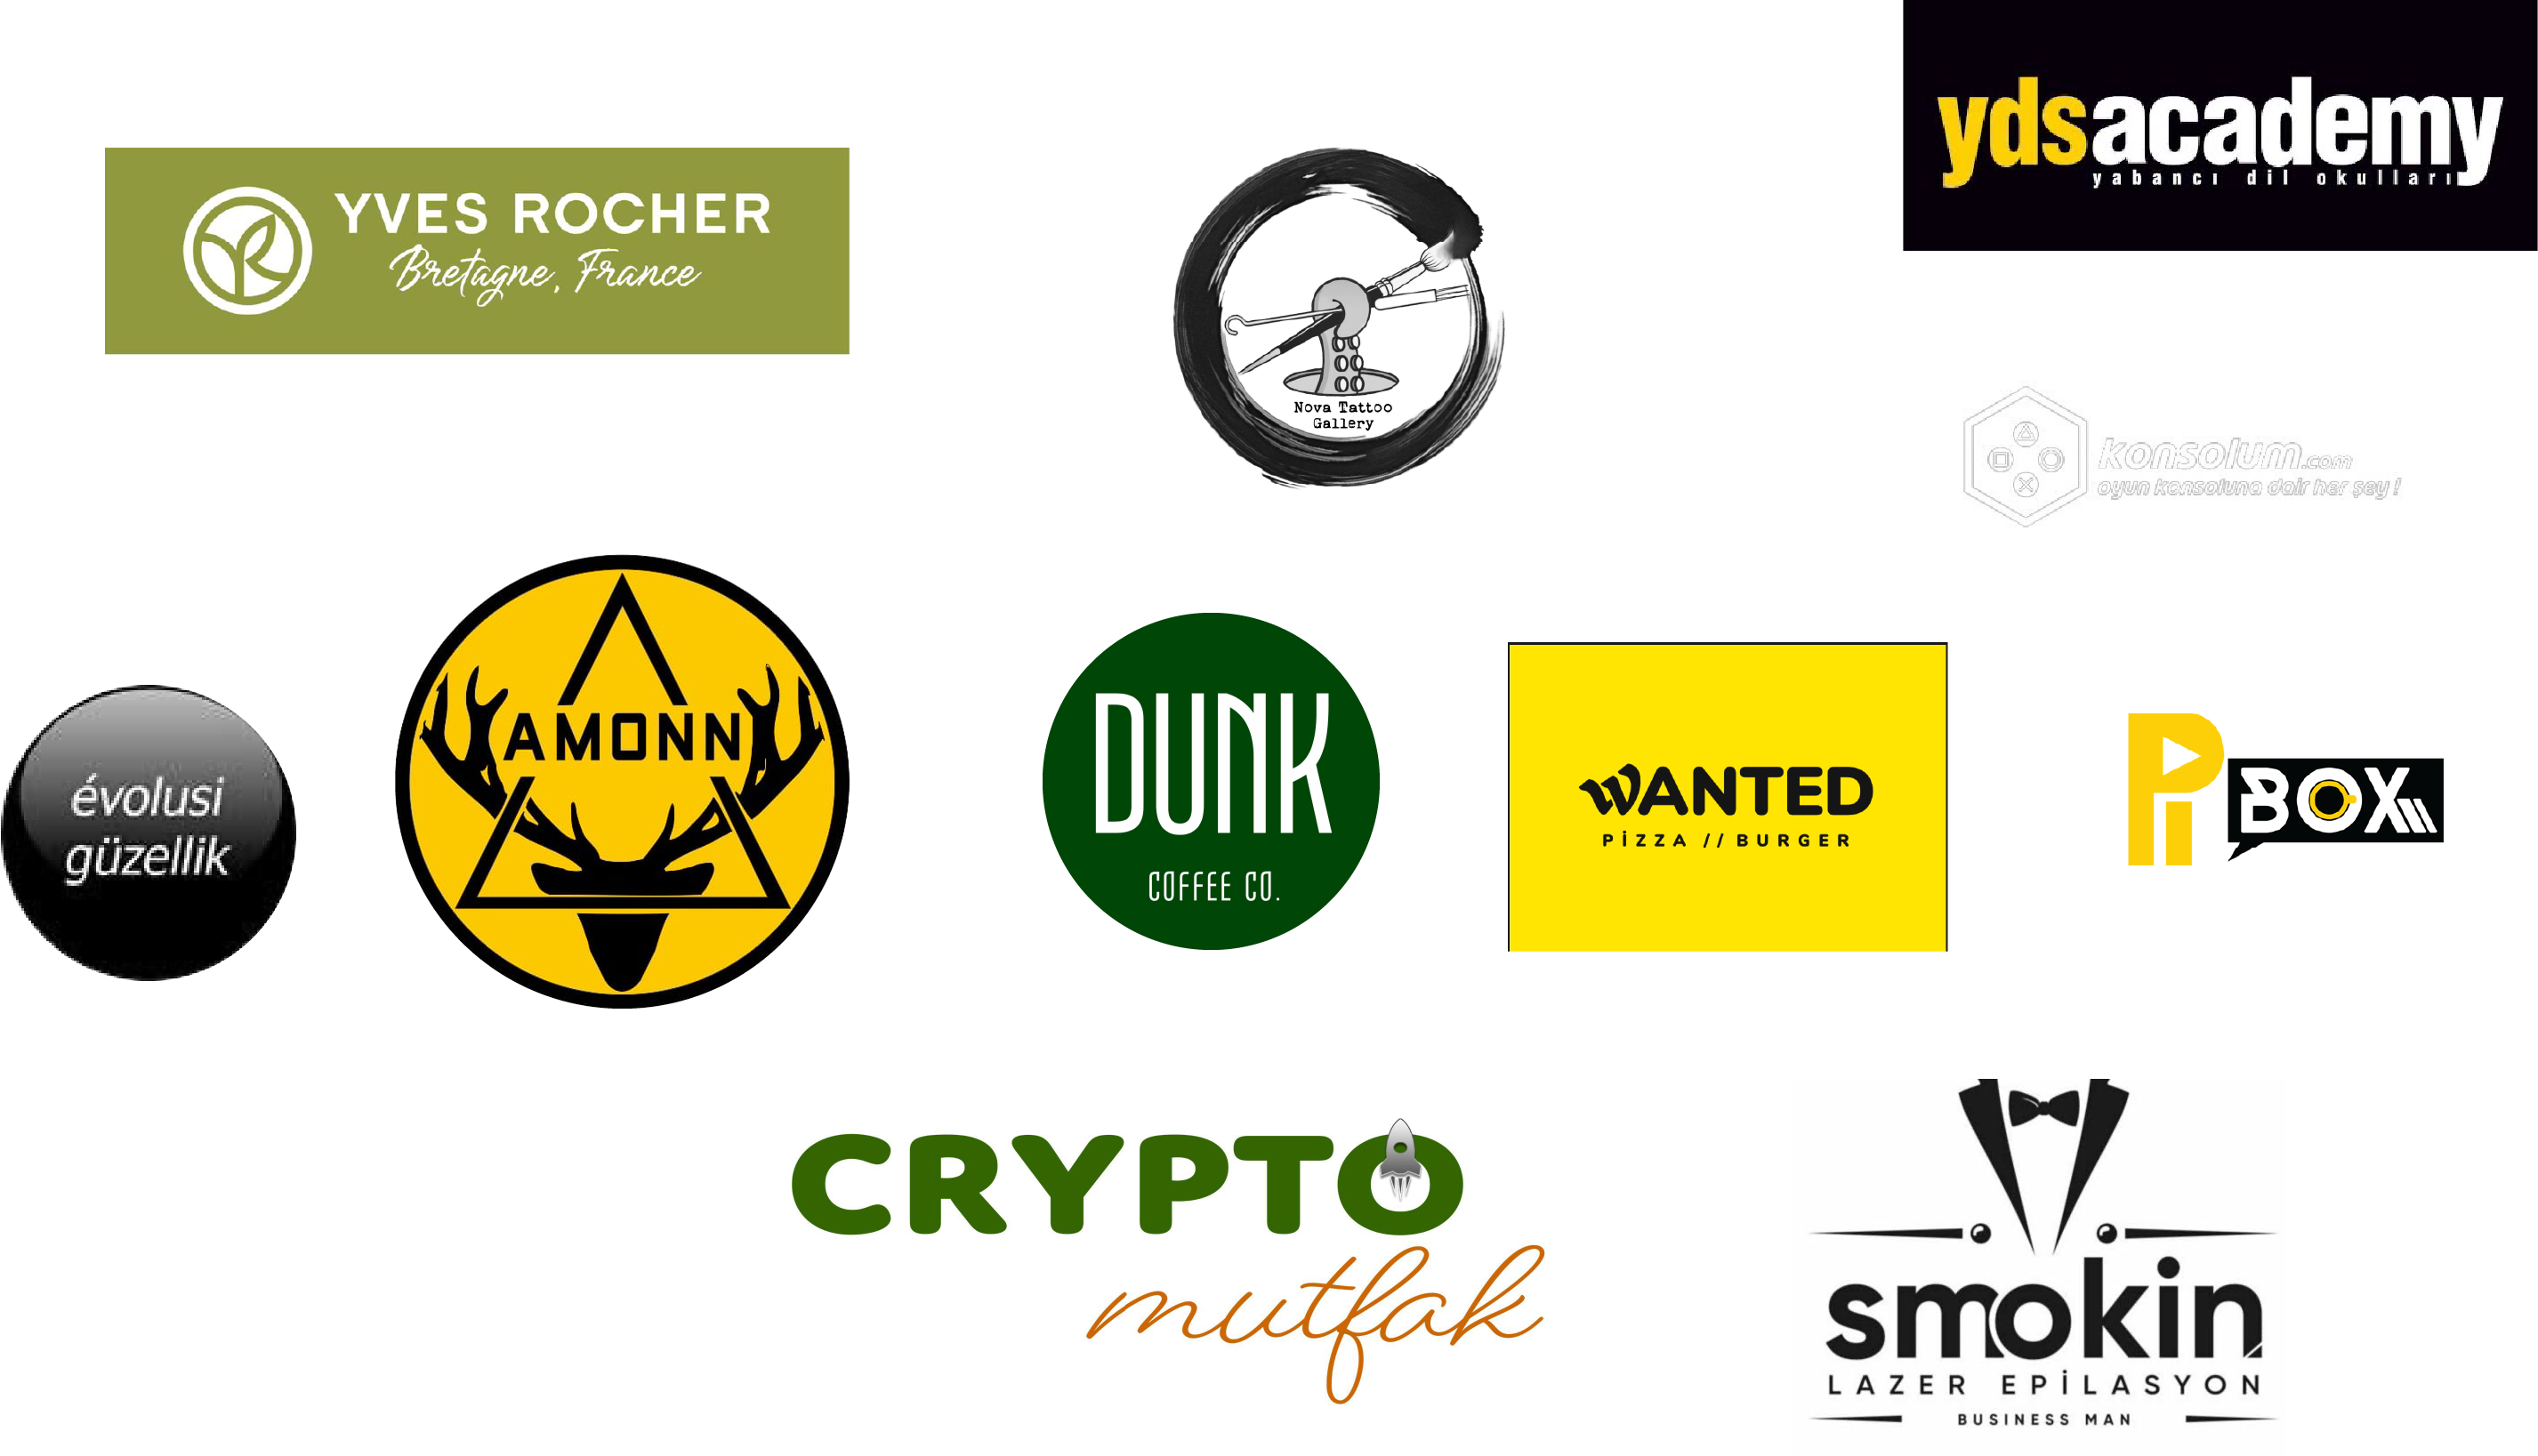 ydsacademy
yabancı dil okulları
YVES ROCHER
Bretagne, France
Nova Tattoo
Gallery
konsolum.com
oyun konsoluna dair her şey !
AMONN
DUNK
COFFEE CO.
WANTED
PİZZA // BURGER
Pi
BOX
évolusi
güzellik
CRYPTO
mutfak
smokin
LAZER EPİLASYON
BUSINESS MAN